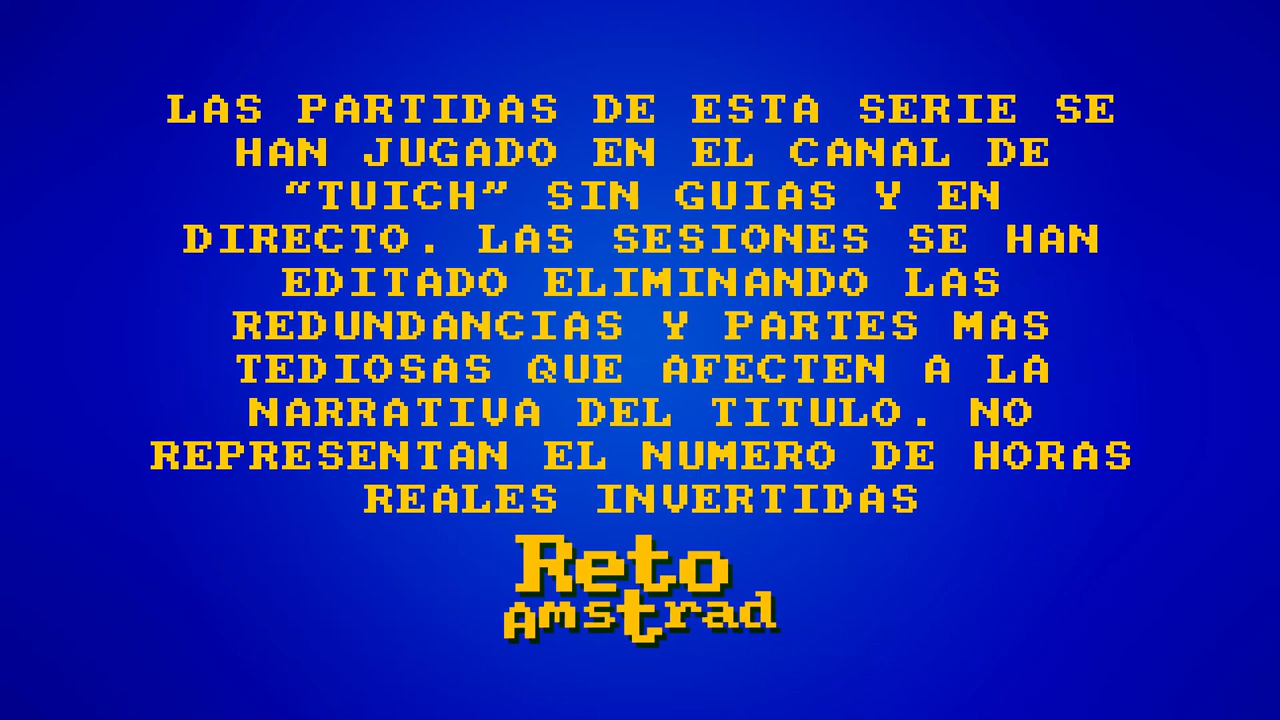 LAS PARTIDAS DE ESTA SERIE SE
HAN JUGADO EN EL CANAL DE
“TUICH” SIN GUIAS Y EN
DIRECTO. LAS SESIONES SE HAN
EDITADO ELIMINANDO LAS
REDUNDANCIAS Y PARTES MAS
TEDIOSAS QUE AFECTEN A LA
NARRATIVA DEL TITULO. NO
REPRESENTAN EL NUMERO DE HORAS
REALES INVERTIDAS
Reto
Amstrad